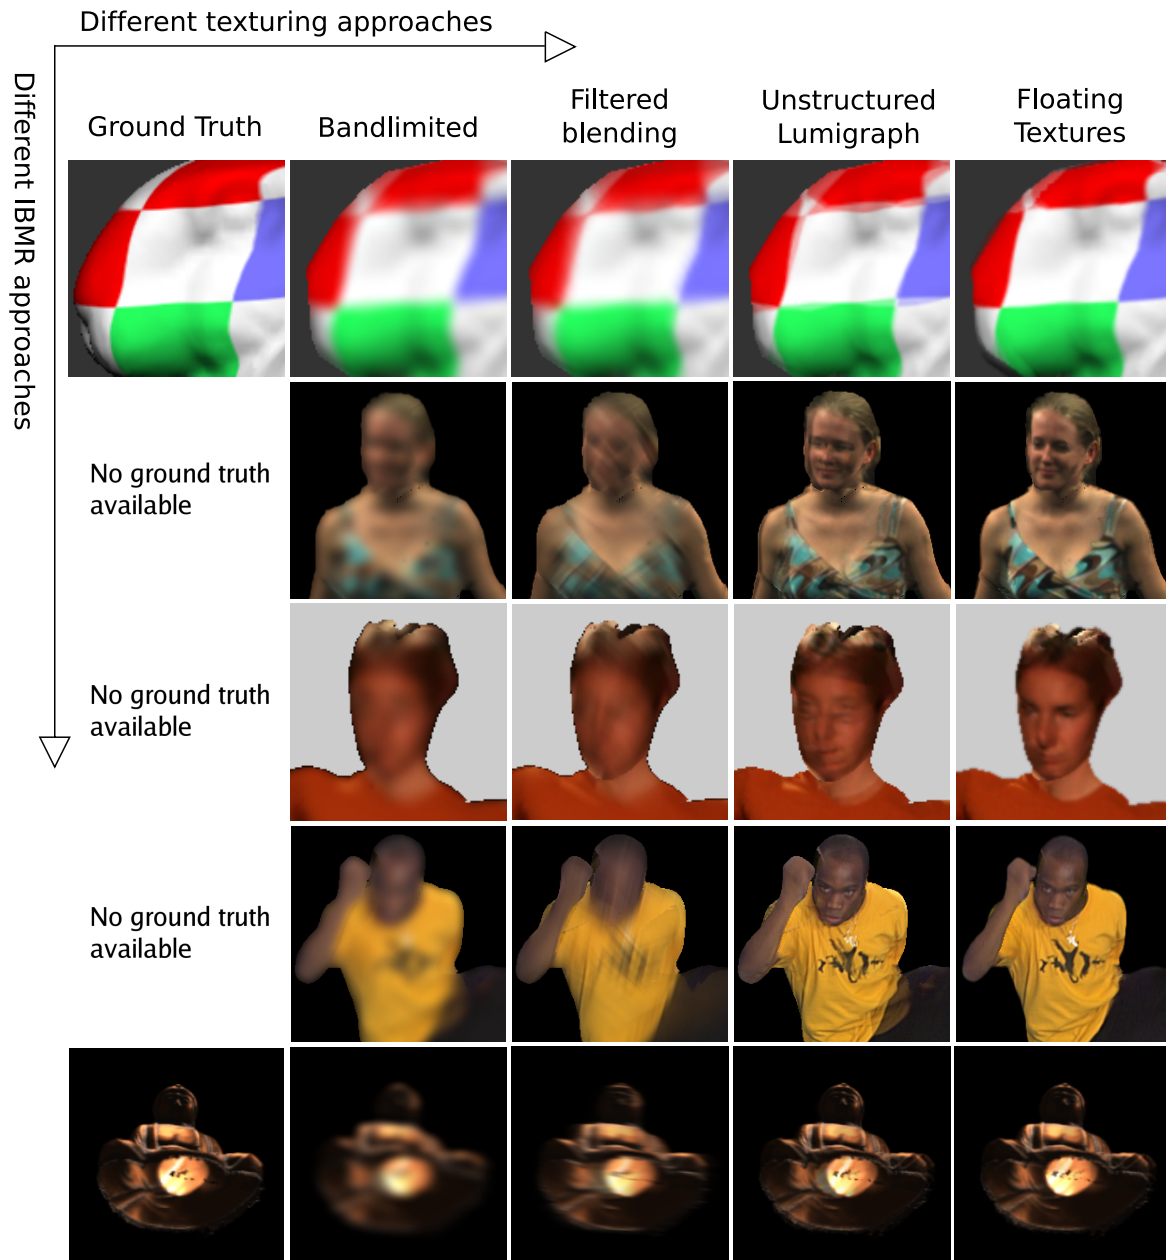 Different texturing approaches
Different IBMR approaches
Ground Truth
Bandlimited
Filtered
blending
Unstructured
Lumigraph
Floating
Textures
No ground truth
available
No ground truth
available
No ground truth
available